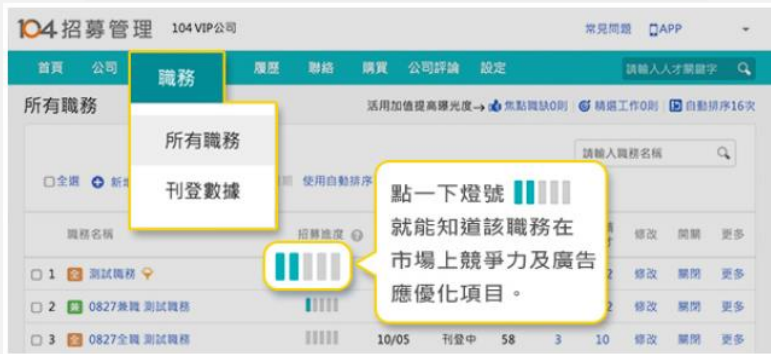 104招募管理 104 VIP公司 常見問題 APP
首頁 公司 職務 履歷 聯絡 購買 公司評論 設定 請輸入人才關鍵字
所有職務 活用加值提高曝光度→ 焦點職缺0則 精選工作0則 自動排序16次
所有職務
請輸入職務名稱
全選 使用自動排序
刊登數據
點一下燈號
就能知道該職務在
市場上競爭力及廣告
應優化項目。
職務名稱 招募進度 修改 開關 更多
1 全 測試職務 修改 關閉 更多
2 兼 0827兼職 測試職務 修改 關閉 更多
3 全 0827全職 測試職務 10/05 刊登中 58 3 10 修改 關閉 更多